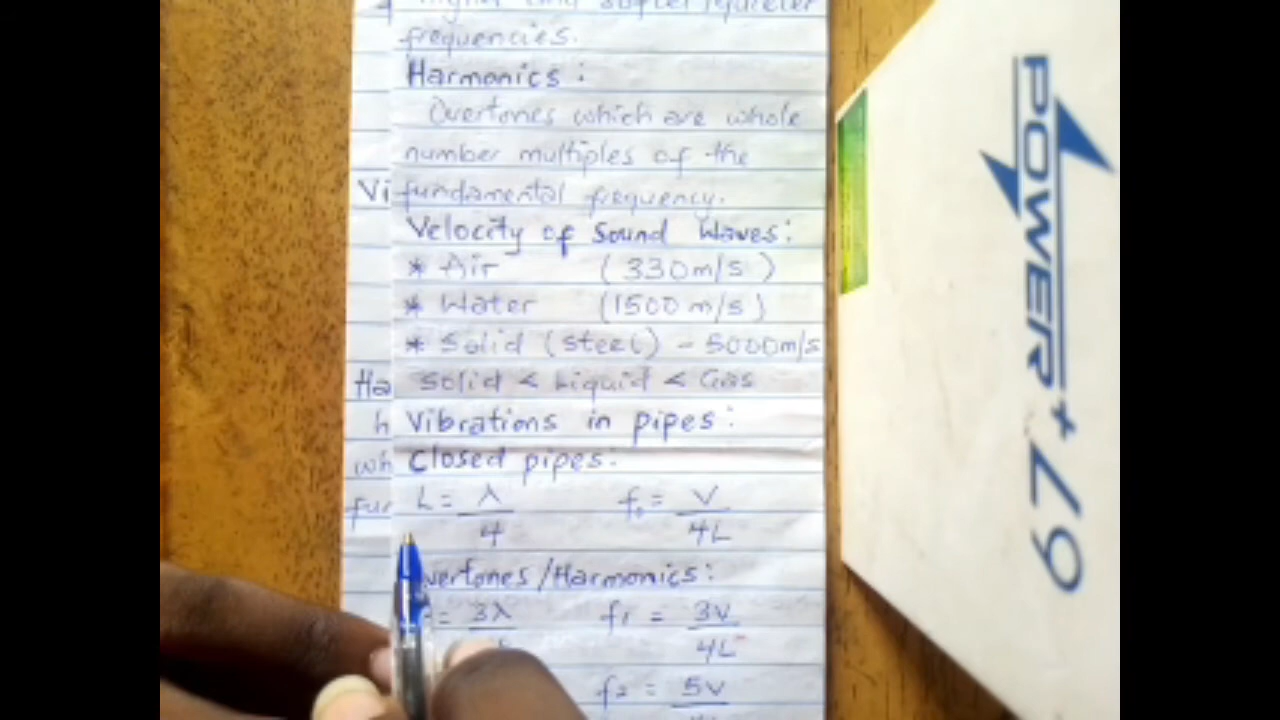 frequencies.
Harmonics:
Overtones which are whole
number multiples of the
Vi
fundamental frequency.
Velocity of Sound Waves:
* Air (330m/s)
* Water (1500 m/s)
* Solid (steel) - 5000m/s
Ha
Solid < Liquid < Gas
h
Vibrations in pipes:
wh
Closed pipes:
fur
L = λ/4 f₀ = V/4L
vertones/Harmonics:
= 3λ f1 = 3V/4L
f2 = 5V
POWER+ L9